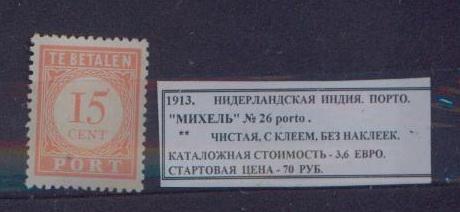 TE BETALEN
15
CENT
PORT
1913. НИДЕРЛАНДСКАЯ ИНДИЯ. ПОРТО.
"МИХЕЛЬ" № 26 porto .
** ЧИСТАЯ, С КЛЕЕМ, БЕЗ НАКЛЕЕК.
КАТАЛОЖНАЯ СТОИМОСТЬ - 3,6 ЕВРО.
СТАРТОВАЯ ЦЕНА - 70 РУБ.